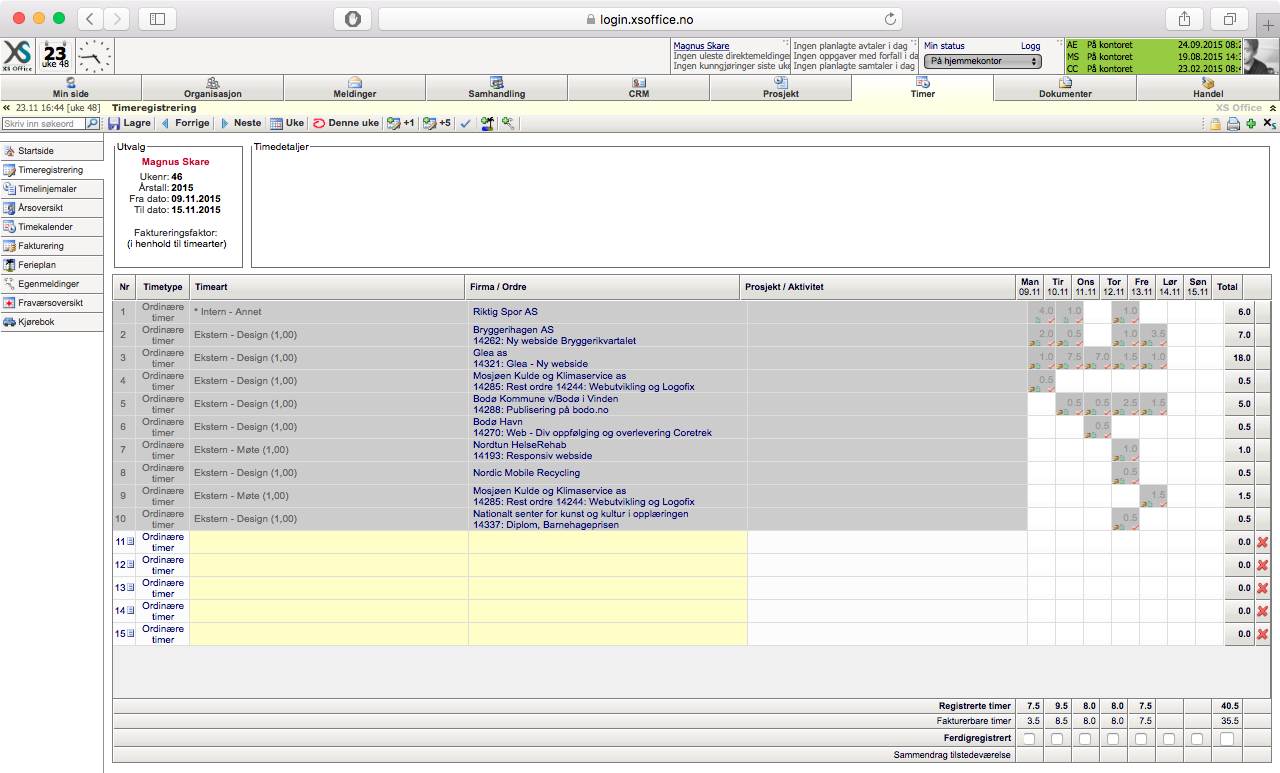 login.xsoffice.no
XS
XS Office
23
uke 48
Magnus Skare
Ingen uleste direktemeldinge
Ingen kunngjøringer siste uk
Ingen planlagte avtaler i dag
Ingen oppgaver med forfall i da
Ingen planlagte samtaler i dag
Min status Logg
På hjemmekontor
AE På kontoret 24.09.2015 08:
MS På kontoret 19.08.2015 14:
CC På kontoret 23.02.2015 08:
Min side Organisasjon Meldinger Samhandling CRM Prosjekt Timer Dokumenter Handel
« 23.11 16:44 [uke 48] Timeregistrering XS Office
Skriv inn søkeord Lagre Forrige Neste Uke Denne uke +1 +5
Startside
Timeregistrering
Timelinjemaler
Årsoversikt
Timekalender
Fakturering
Ferieplan
Egenmeldinger
Fraværsoversikt
Kjørebok
Utvalg
Magnus Skare
Ukenr: 46
Årstall: 2015
Fra dato: 09.11.2015
Til dato: 15.11.2015
Faktureringsfaktor:
(i henhold til timearter)
Timedetaljer
Nr Timetype Timeart Firma / Ordre Prosjekt / Aktivitet Man 09.11 Tir 10.11 Ons 11.11 Tor 12.11 Fre 13.11 Lør 14.11 Søn 15.11 Total
1 Ordinære timer * Intern - Annet Riktig Spor AS 4.0 1.0 1.0 6.0
2 Ordinære timer Ekstern - Design (1,00) Bryggerihagen AS 14262: Ny webside Bryggerikvartalet 2.0 0.5 1.0 3.5 7.0
3 Ordinære timer Ekstern - Design (1,00) Glea as 14321: Glea - Ny webside 1.0 7.5 7.0 1.5 1.0 18.0
4 Ordinære timer Ekstern - Design (1,00) Mosjøen Kulde og Klimaservice as 14285: Rest ordre 14244: Webutvikling og Logofix 0.5 0.5
5 Ordinære timer Ekstern - Design (1,00) Bodø Kommune v/Bodø i Vinden 14288: Publisering på bodo.no 0.5 0.5 2.5 1.5 5.0
6 Ordinære timer Ekstern - Design (1,00) Bodø Havn 14270: Web - Div oppfølging og overlevering Coretrek 0.5 0.5
7 Ordinære timer Ekstern - Møte (1,00) Nordtun HelseRehab 14193: Responsiv webside 1.0 1.0
8 Ordinære timer Ekstern - Design (1,00) Nordic Mobile Recycling 0.5 0.5
9 Ordinære timer Ekstern - Møte (1,00) Mosjøen Kulde og Klimaservice as 14285: Rest ordre 14244: Webutvikling og Logofix 1.5 1.5
10 Ordinære timer Ekstern - Design (1,00) Nationalt senter for kunst og kultur i opplæringen 14337: Diplom, Barnehageprisen 0.5 0.5
11 Ordinære timer 0.0
12 Ordinære timer 0.0
13 Ordinære timer 0.0
14 Ordinære timer 0.0
15 Ordinære timer 0.0
Registrerte timer 7.5 9.5 8.0 8.0 7.5 40.5
Fakturerbare timer 3.5 8.5 8.0 8.0 7.5 35.5
Ferdigregistrert
Sammendrag tilstedeværelse